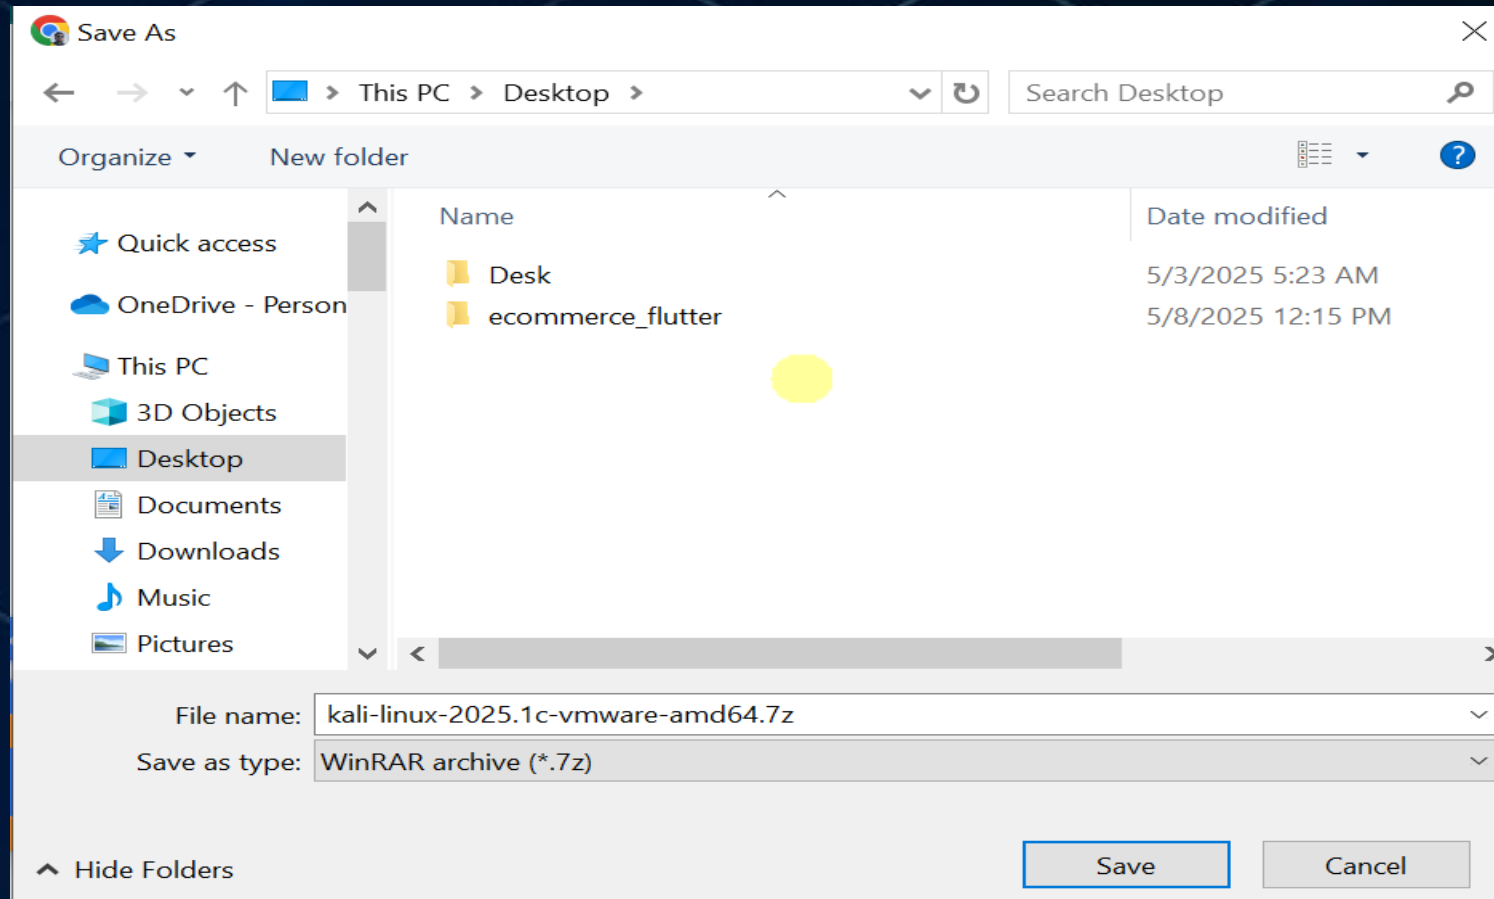 Save As
This PC > Desktop >
Search Desktop
Organize
New folder
?
Name
Date modified
Quick access
Desk
5/3/2025 5:23 AM
OneDrive - Person
ecommerce_flutter
5/8/2025 12:15 PM
This PC
3D Objects
Desktop
Documents
Downloads
Music
Pictures
File name: kali-linux-2025.1c-vmware-amd64.7z
Save as type: WinRAR archive (*.7z)
Hide Folders
Save
Cancel